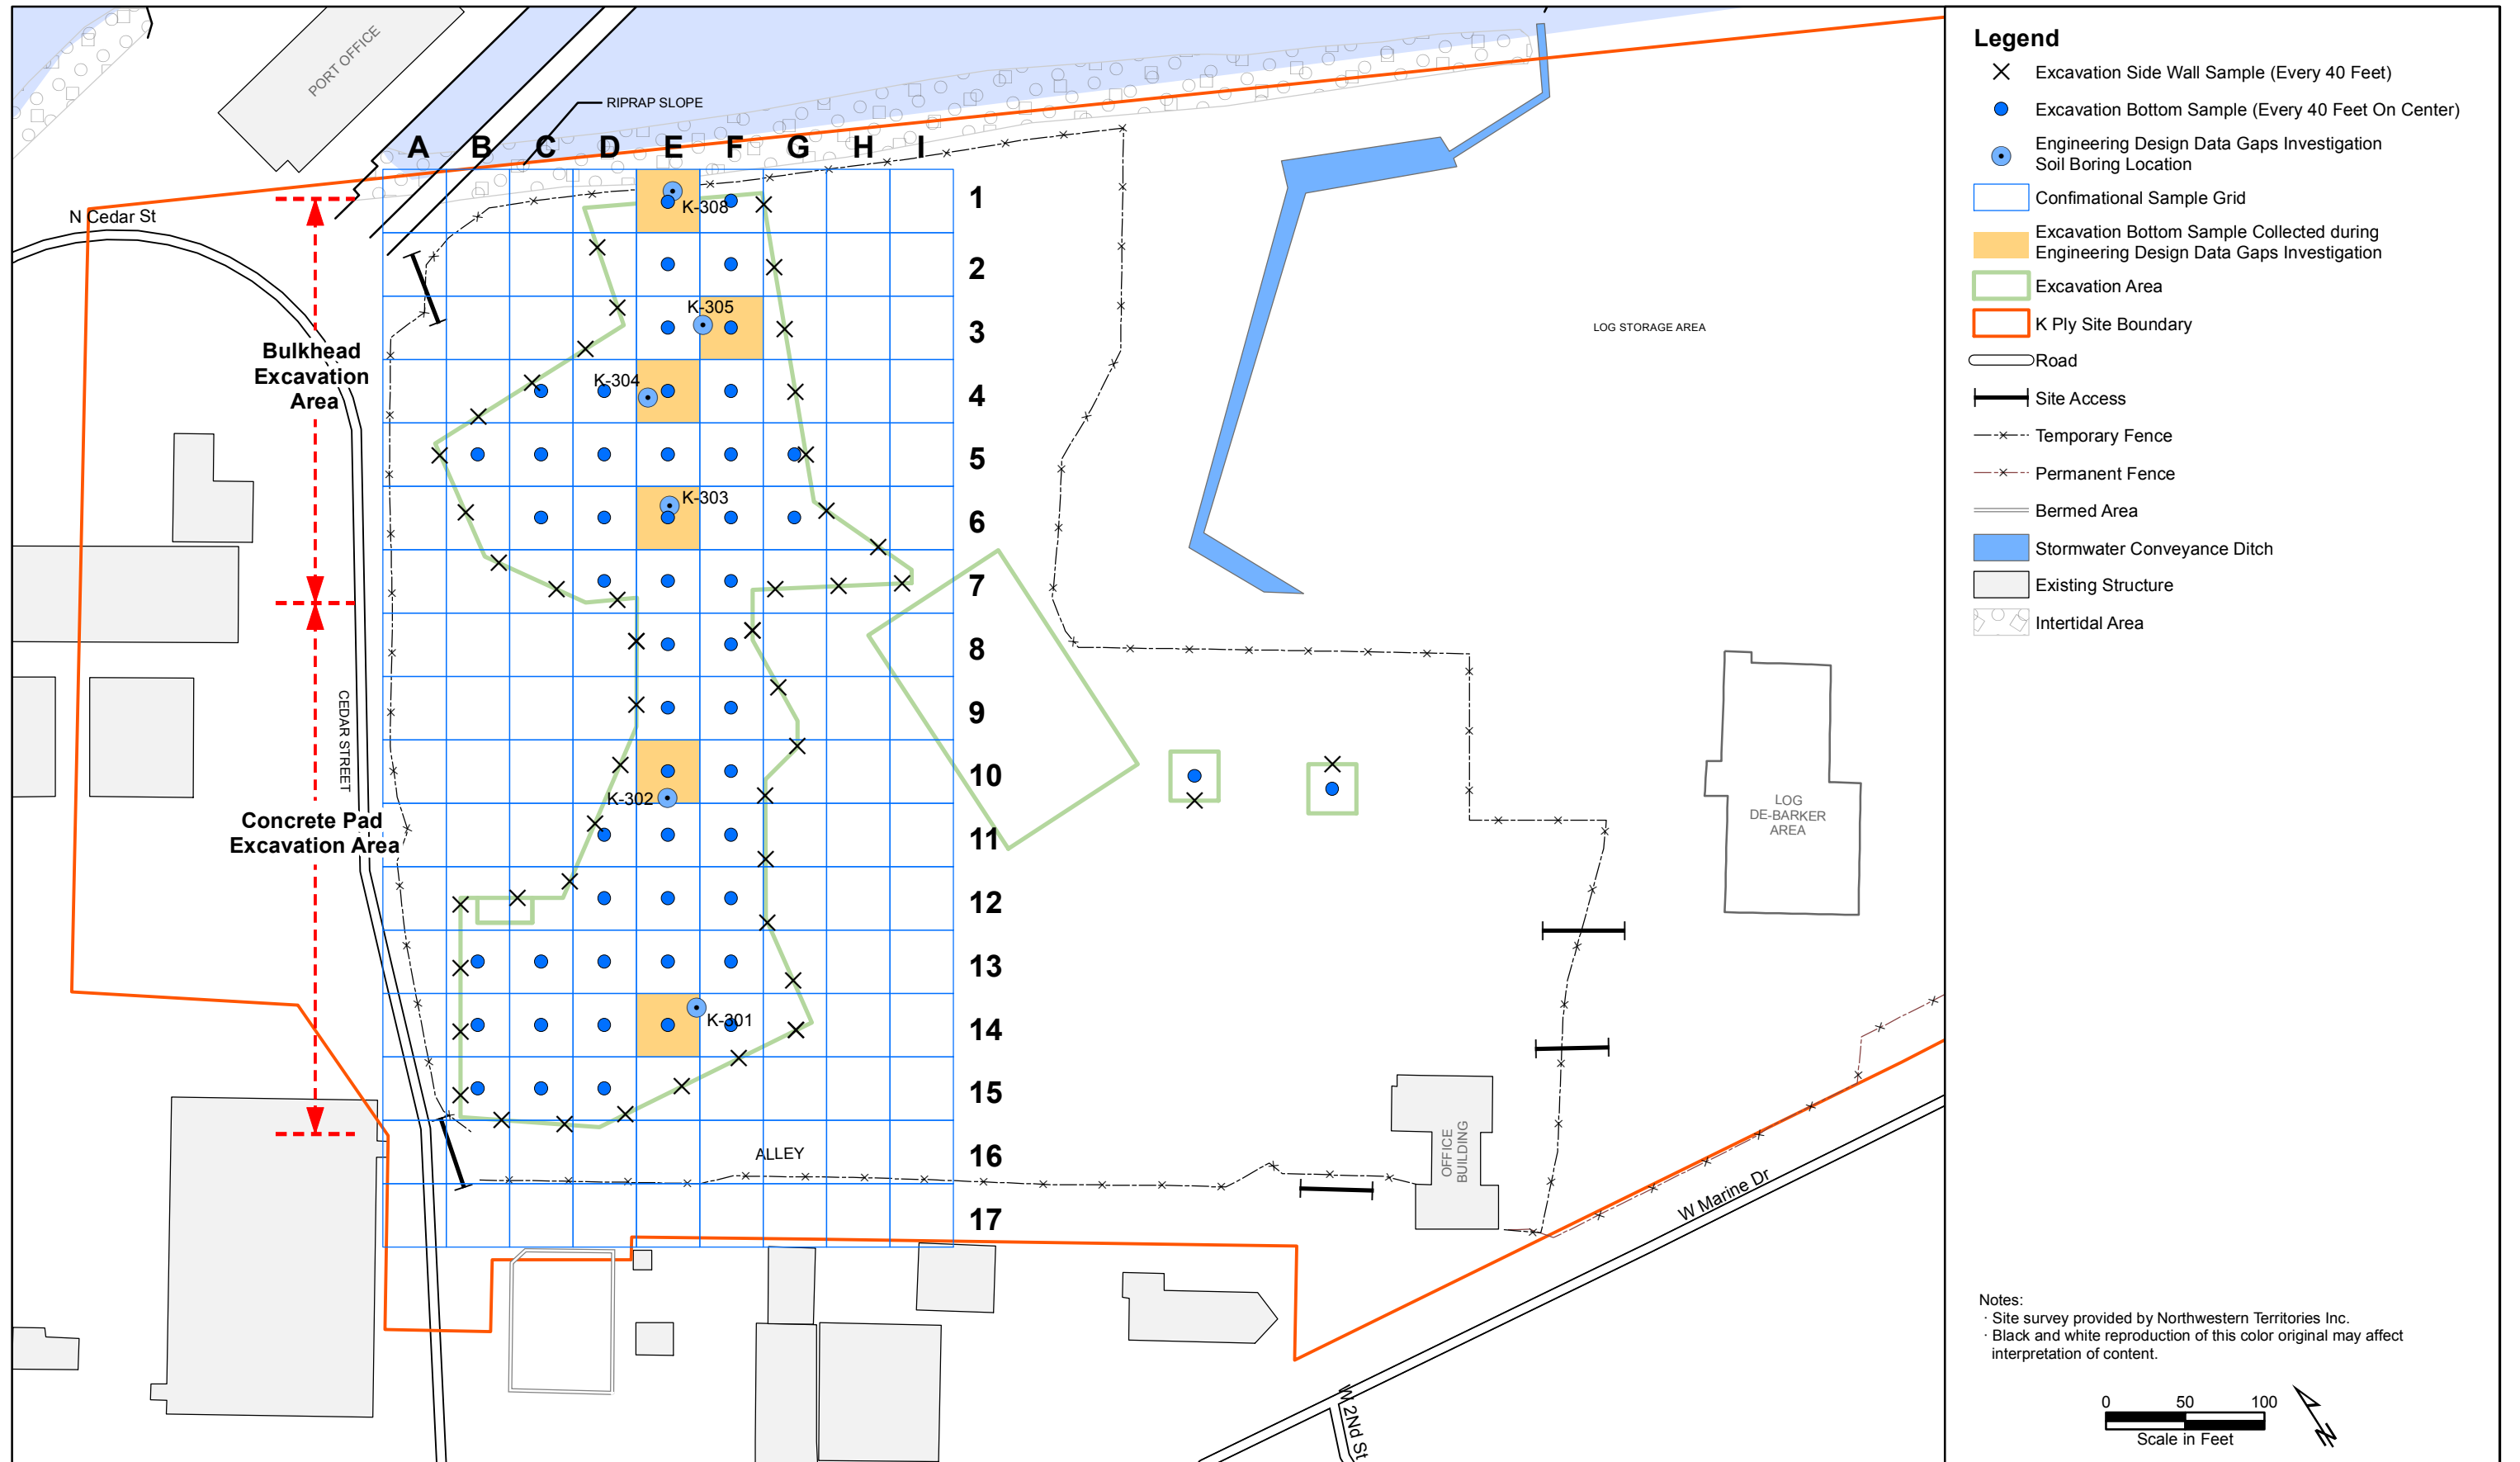 PORT OFFICE
RIPRAP SLOPE
N Cedar St
A B C D E F G H I
1
2
3
4
5
6
7
8
9
10
11
12
13
14
15
16
17
K-308
K-305
K-304
K-303
K-302
K-301
Bulkhead
Excavation
Area
CEDAR STREET
Concrete Pad
Excavation Area
LOG STORAGE AREA
LOG
DE-BARKER
AREA
OFFICE
BUILDING
ALLEY
W Marine Dr
W 2Nd St
Legend
Excavation Side Wall Sample (Every 40 Feet)
Excavation Bottom Sample (Every 40 Feet On Center)
Engineering Design Data Gaps Investigation
Soil Boring Location
Confimational Sample Grid
Excavation Bottom Sample Collected during
Engineering Design Data Gaps Investigation
Excavation Area
K Ply Site Boundary
Road
Site Access
Temporary Fence
Permanent Fence
Bermed Area
Stormwater Conveyance Ditch
Existing Structure
Intertidal Area
Notes:
· Site survey provided by Northwestern Territories Inc.
· Black and white reproduction of this color original may affect
interpretation of content.
0 50 100
Scale in Feet
N